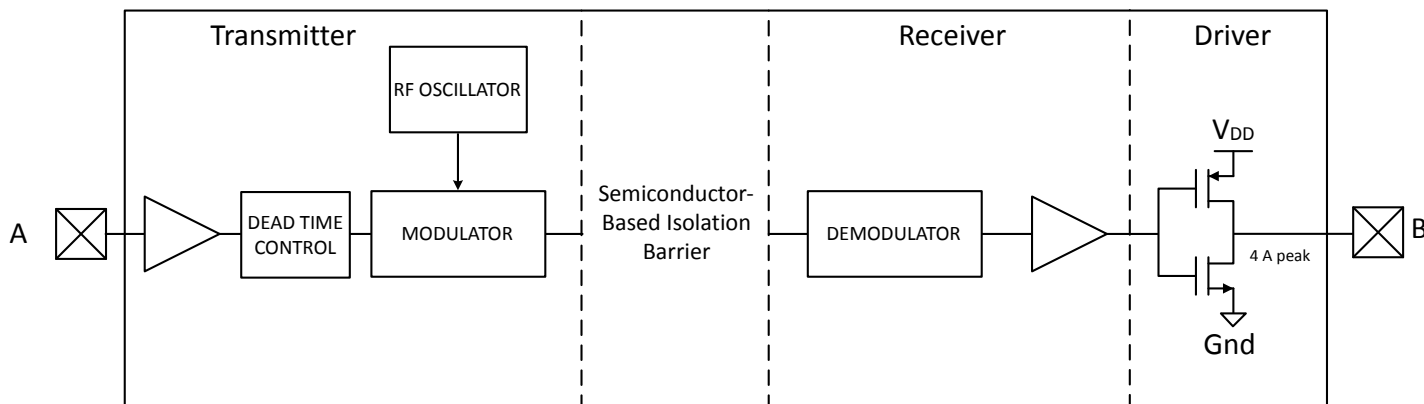 Transmitter
Receiver
Driver
RF OSCILLATOR
VDD
A
DEAD TIME
CONTROL
MODULATOR
Semiconductor-
Based Isolation
Barrier
DEMODULATOR
4 A peak
B
Gnd